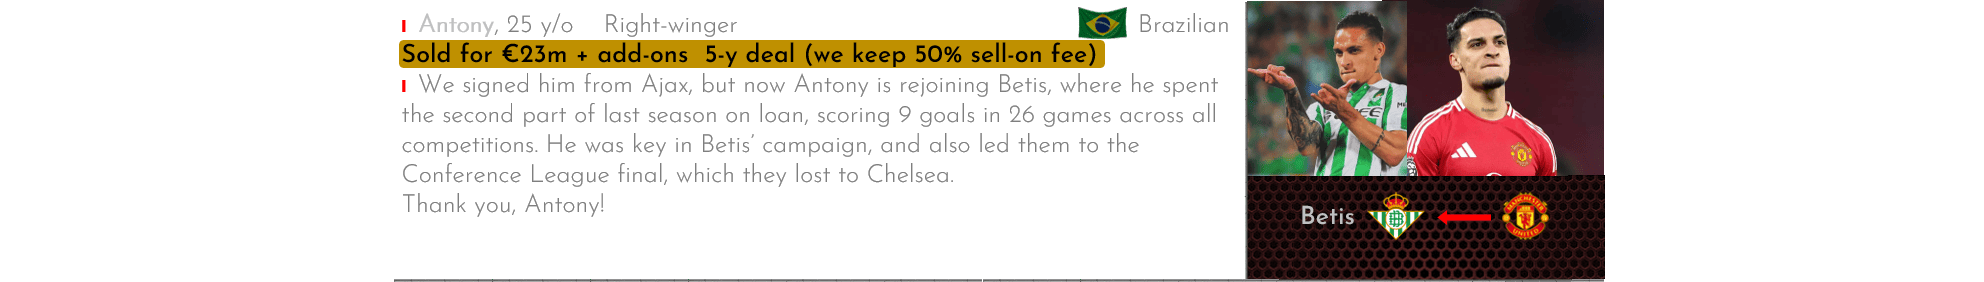 Antony, 25 y/o Right-winger Brazilian
Sold for €23m + add-ons 5-y deal (we keep 50% sell-on fee)
We signed him from Ajax, but now Antony is rejoining Betis, where he spent
the second part of last season on loan, scoring 9 goals in 26 games across all
competitions. He was key in Betis’ campaign, and also led them to the
Conference League final, which they lost to Chelsea.
Thank you, Antony!
Betis
MANCHESTER
UNITED